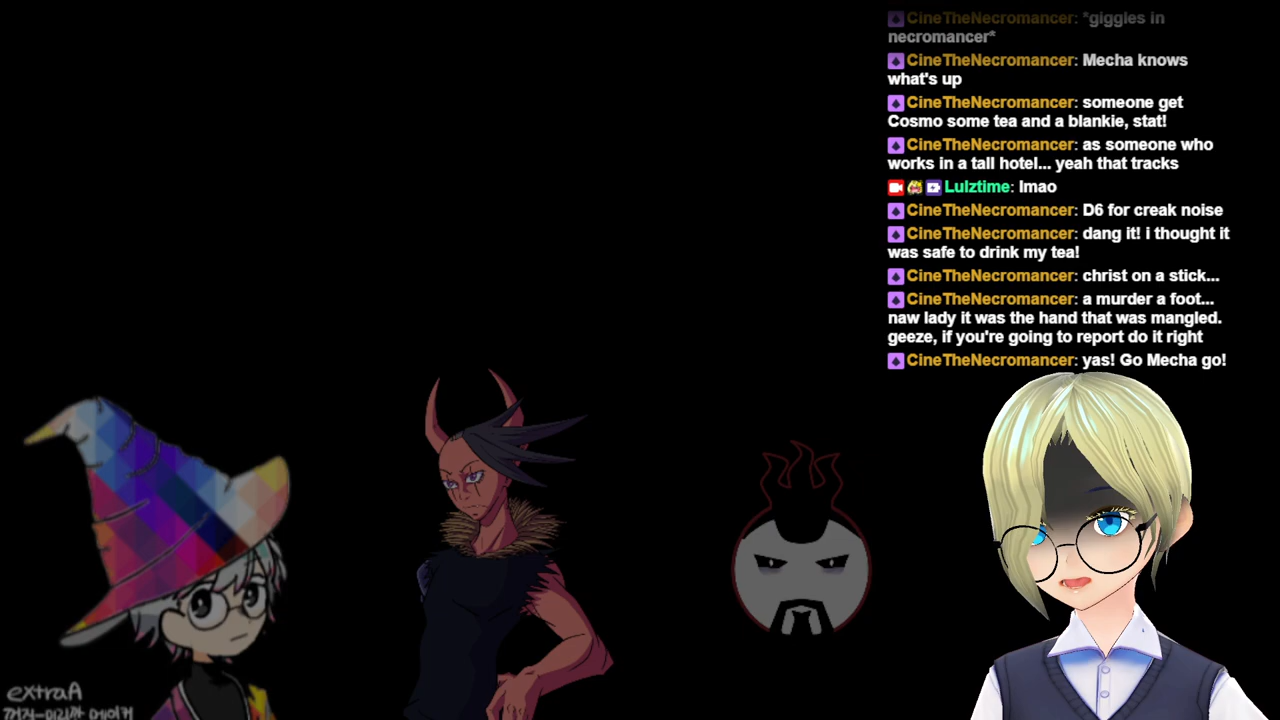 CineTheNecromancer: *giggles in
necromancer*
CineTheNecromancer: Mecha knows
what's up
CineTheNecromancer: someone get
Cosmo some tea and a blankie, stat!
CineTheNecromancer: as someone who
works in a tall hotel... yeah that tracks
Lulztime: lmao
CineTheNecromancer: D6 for creak noise
CineTheNecromancer: dang it! i thought it
was safe to drink my tea!
CineTheNecromancer: christ on a stick...
CineTheNecromancer: a murder a foot...
naw lady it was the hand that was mangled.
geeze, if you're going to report do it right
CineTheNecromancer: yas! Go Mecha go!
extraA